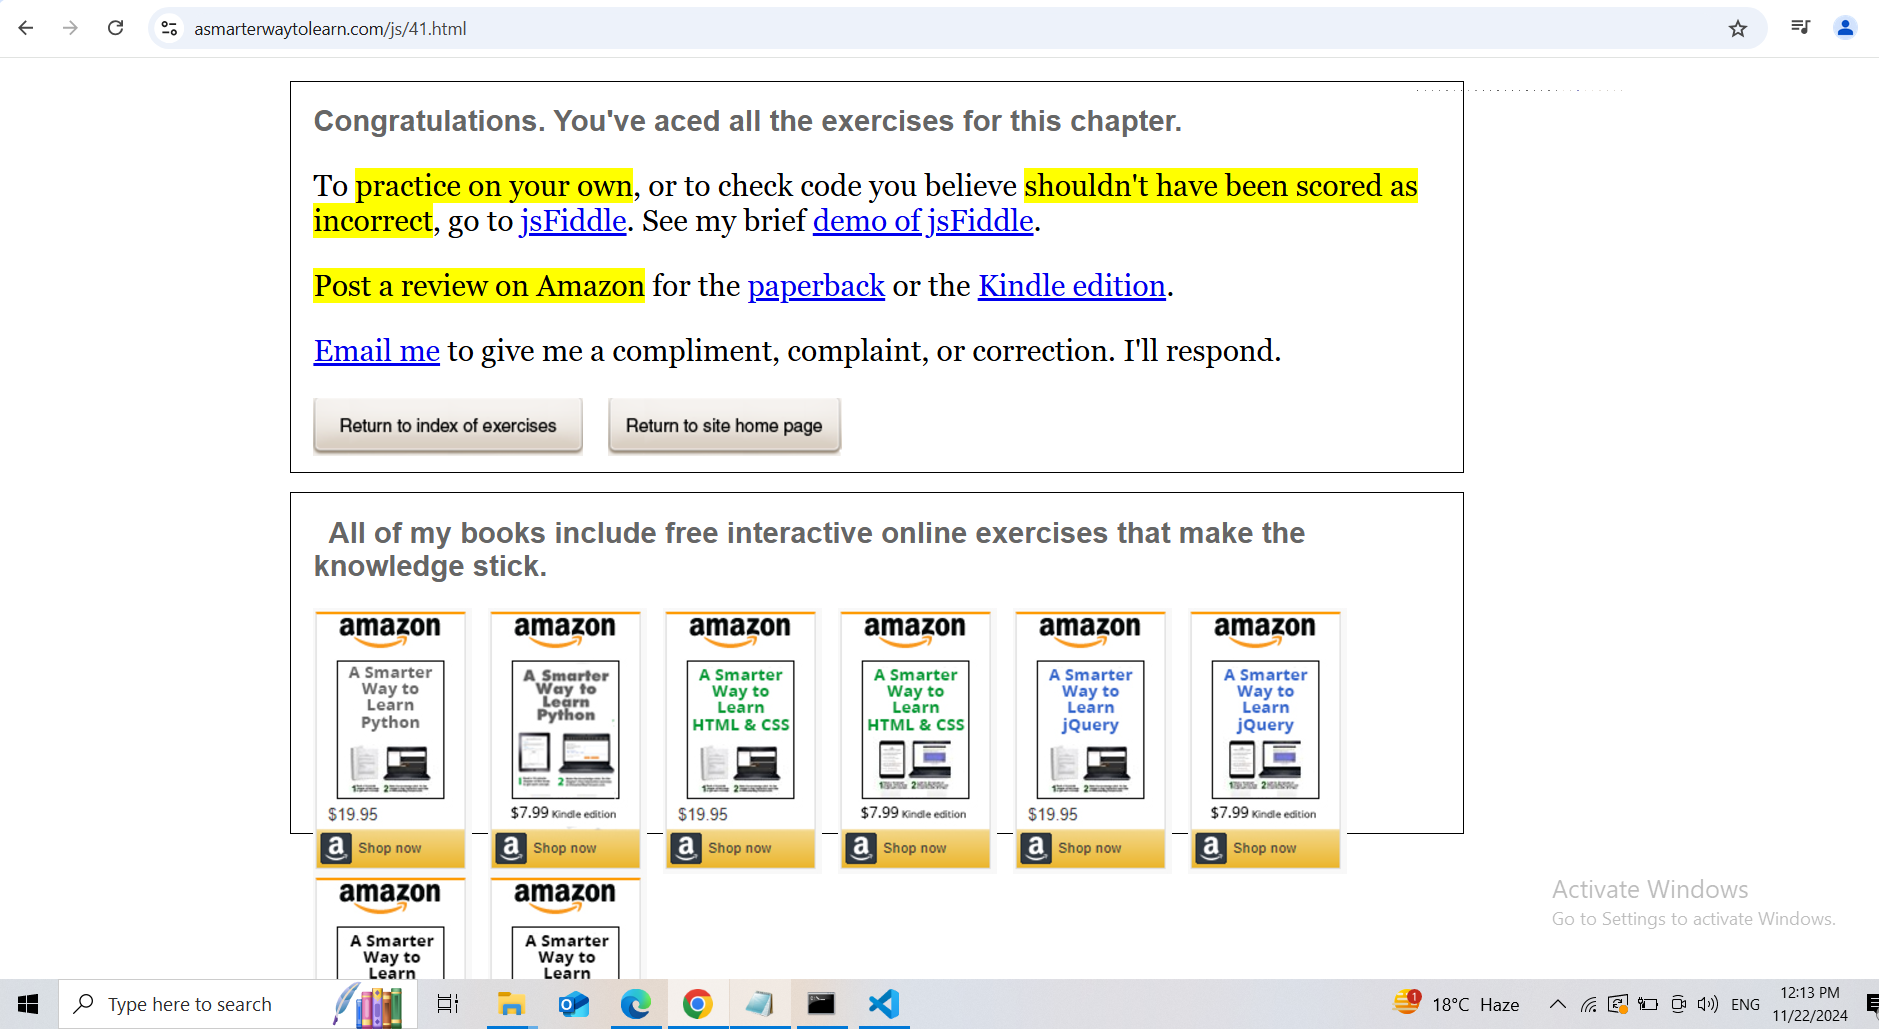 asmarterwaytolearn.com/js/41.html
Congratulations. You've aced all the exercises for this chapter.
To practice on your own, or to check code you believe shouldn't have been scored as
incorrect, go to jsFiddle. See my brief demo of jsFiddle.
Post a review on Amazon for the paperback or the Kindle edition.
Email me to give me a compliment, complaint, or correction. I'll respond.
Return to index of exercises Return to site home page
All of my books include free interactive online exercises that make the
knowledge stick.
amazon amazon amazon amazon amazon amazon
A Smarter A Smarter A Smarter A Smarter A Smarter A Smarter
Way to Way to Way to Way to Way to Way to
Learn Learn Learn Learn Learn Learn
Python Python HTML & CSS HTML & CSS jQuery jQuery
$19.95 $7.99 Kindle edition $19.95 $7.99 Kindle edition $19.95 $7.99 Kindle edition
a Shop now a Shop now a Shop now a Shop now a Shop now a Shop now
amazon amazon
A Smarter A Smarter
Way to Way to
Learn Learn
Activate Windows
Go to Settings to activate Windows.
Type here to search
1 18°C Haze ENG 12:13 PM
11/22/2024